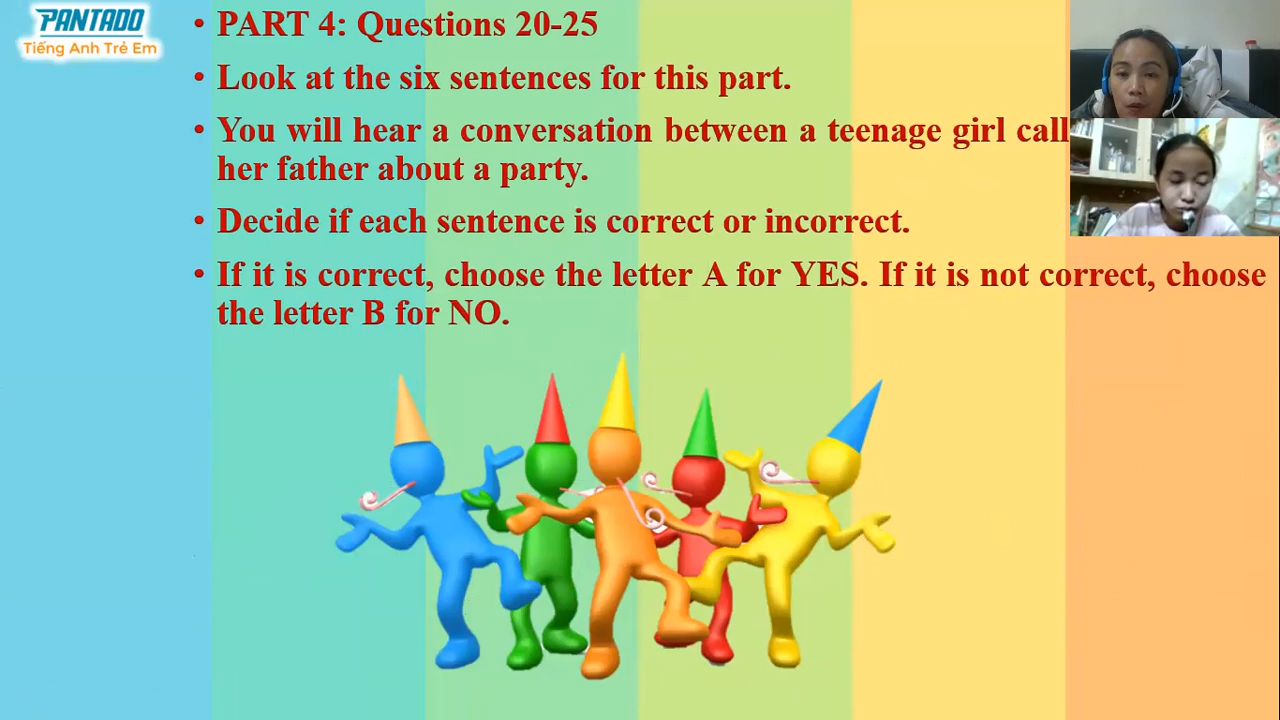 PANTADO
Tiếng Anh Trẻ Em
• PART 4: Questions 20-25
• Look at the six sentences for this part.
• You will hear a conversation between a teenage girl call
her father about a party.
• Decide if each sentence is correct or incorrect.
• If it is correct, choose the letter A for YES. If it is not correct, choose
the letter B for NO.